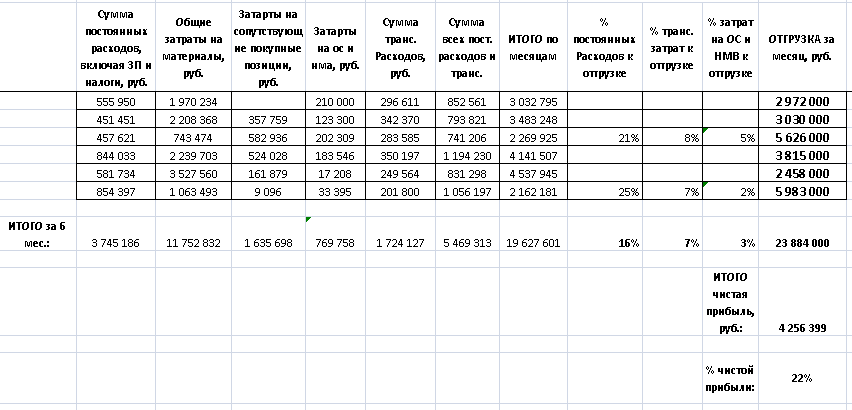 Сумма постоянных расходов, включая ЗП и налоги, руб. Общие затраты на материалы, руб. Затарты на сопутствующ ие покупные позиции, руб. Затарты на ос и нма, руб. Сумма транс. Расходов, руб. Сумма всех пост. расходов и транс. ИТОГО по месяцам % постоянных Расходов к отгрузке % транс. затрат к отгрузке % затрат на ОС и НМВ к отгрузке ОТГРУЗКА за месяц, руб.
555 950 1 970 234 210 000 296 611 852 561 3 032 795 2 972 000
451 451 2 208 368 357 759 123 300 342 370 793 821 3 483 248 3 030 000
457 621 743 474 582 936 202 309 283 585 741 206 2 269 925 21% 8% 5% 5 626 000
844 033 2 239 703 524 028 183 546 350 197 1 194 230 4 141 507 3 815 000
581 734 3 527 560 161 879 17 208 249 564 831 298 4 537 945 2 458 000
854 397 1 063 493 9 096 33 395 201 800 1 056 197 2 162 181 25% 7% 2% 5 983 000
ИТОГО за 6 мес.: 3 745 186 11 752 832 1 635 698 769 758 1 724 127 5 469 313 19 627 601 16% 7% 3% 23 884 000
ИТОГО чистая прибыль, руб.: 4 256 399
% чистой прибыли: 22%